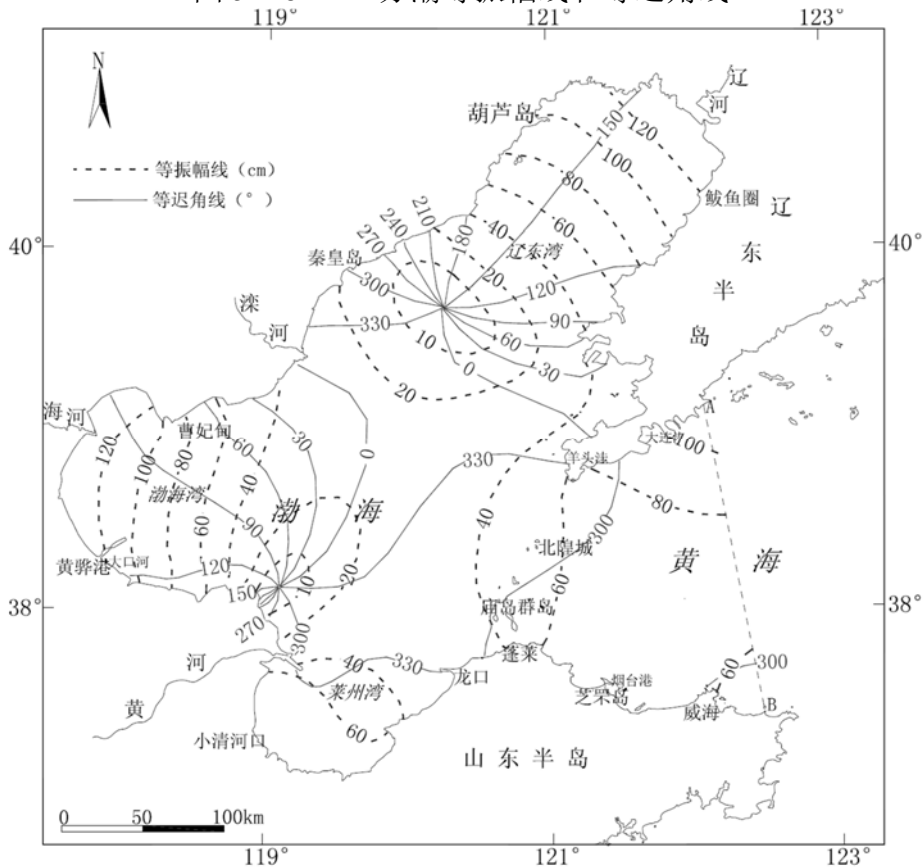 119°
121°
123°
N
等振幅线（cm）
等迟角线（°）
葫芦岛
辽
河
150
120
100
80
60
40
20
鲅鱼圈
辽
东
半
岛
40°
40°
210
240
270
180
300
330
秦皇岛
辽东湾
120
90
60
30
0
10
20
滦
河
海河
曹妃甸
120
100
80
60
40
渤海湾
60
30
0
90
渤 海
330
40
羊头洼
大连港
A
100
80
300
北隍城
60
黄 海
黄骅港
大口河
120
150
10
20
270
300
38°
38°
庙岛群岛
蓬莱
龙口
330
40
莱州湾
60
河
黄
小清河口
烟台港
芝罘岛
威海
60
300
B
山东半岛
0
50
100km
119°
121°
123°